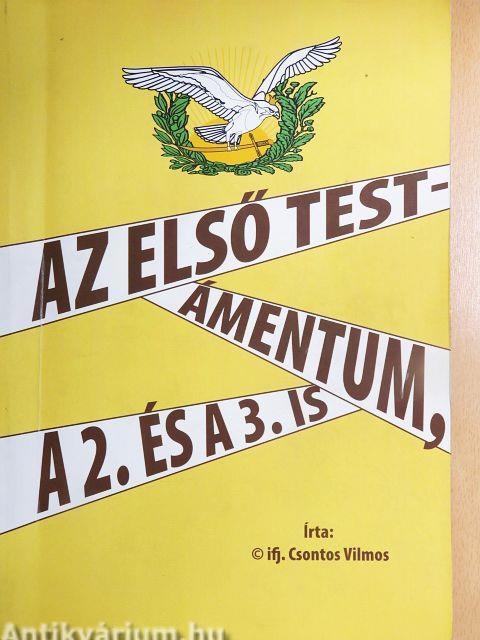 AZ ELSŐ TEST-
ÁMENTUM,
A 2. ÉS A 3. IS
Írta:
© ifj. Csontos Vilmos
Antikvárium.hu